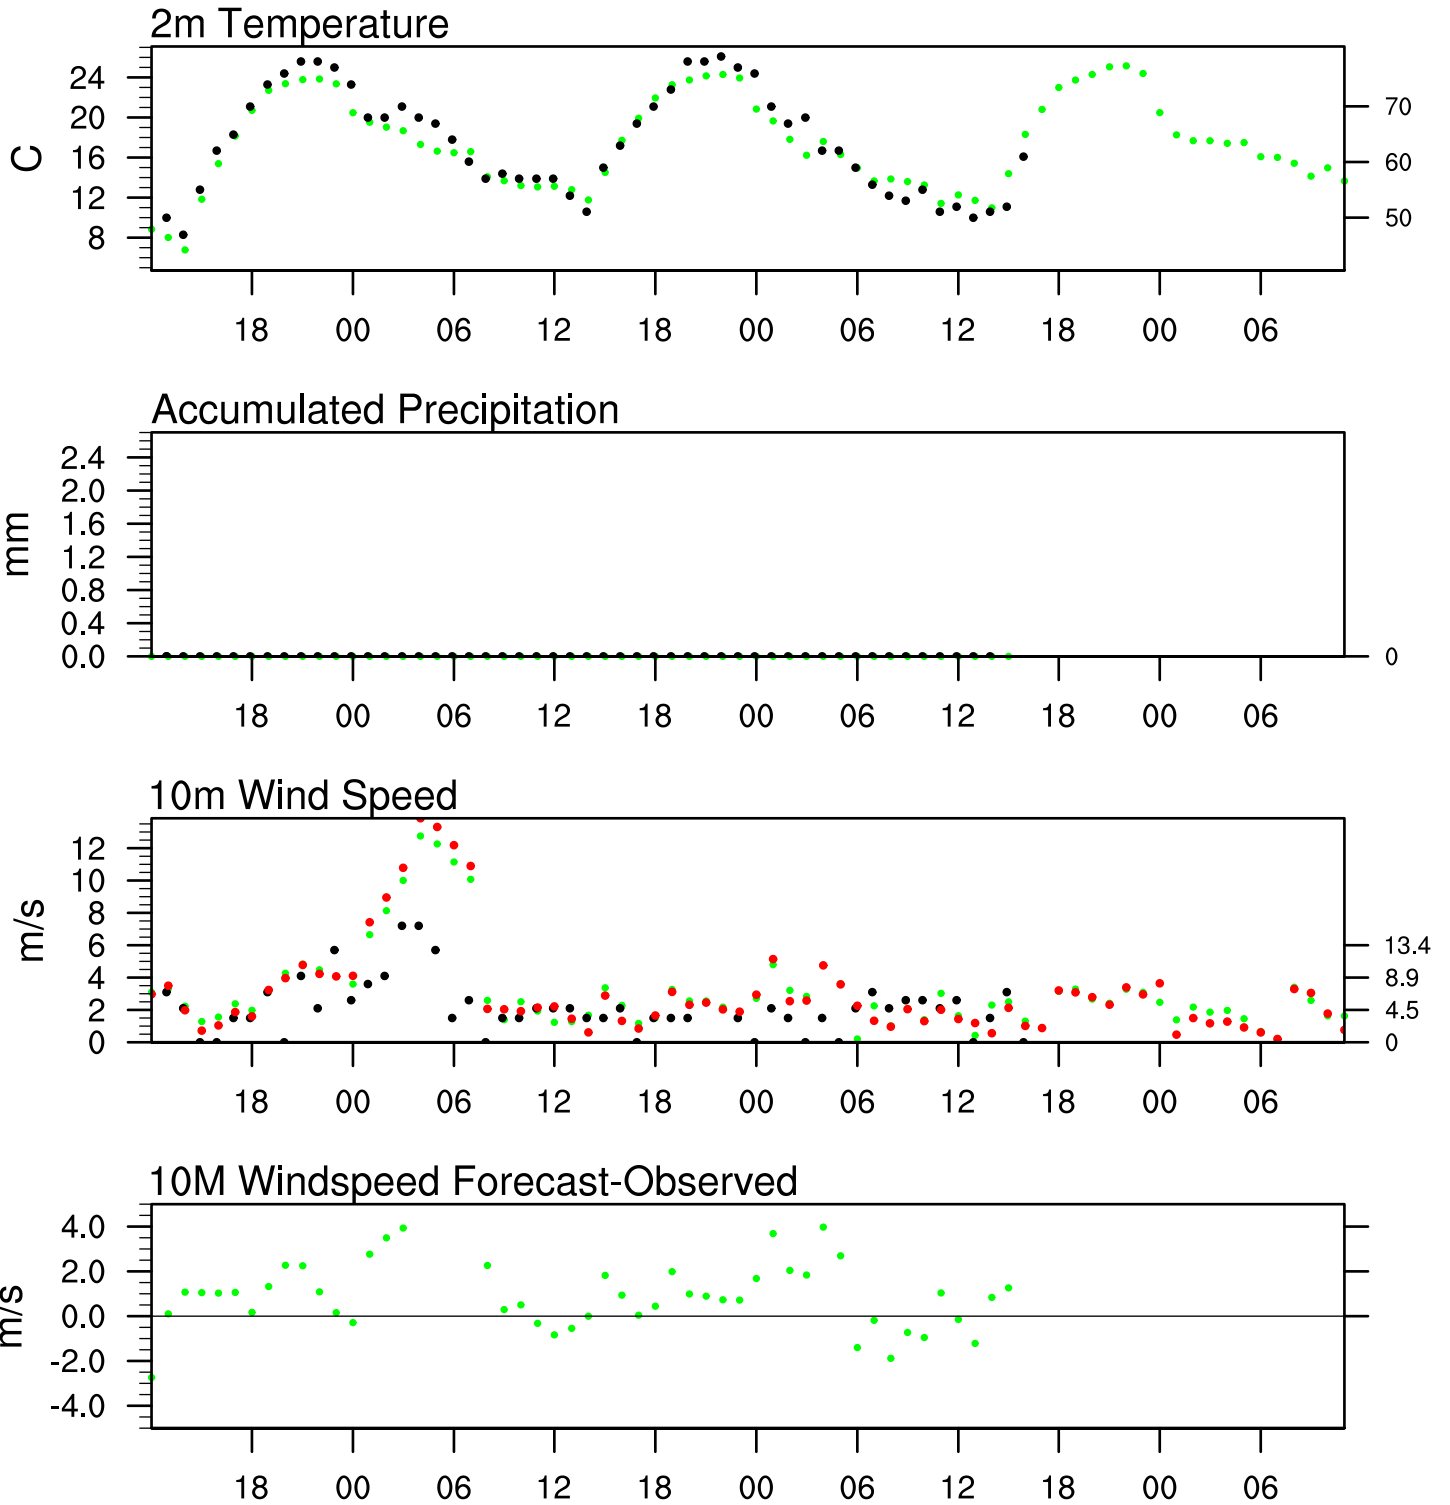 2m Temperature
C
24
20
16
12
8
70
60
50
18 00 06 12 18 00 06 12 18 00 06
Accumulated Precipitation
mm
2.4
2.0
1.6
1.2
0.8
0.4
0.0
0
18 00 06 12 18 00 06 12 18 00 06
10m Wind Speed
m/s
12
10
8
6
4
2
0
13.4
8.9
4.5
0
18 00 06 12 18 00 06 12 18 00 06
10M Windspeed Forecast-Observed
m/s
4.0
2.0
0.0
-2.0
-4.0
18 00 06 12 18 00 06 12 18 00 06